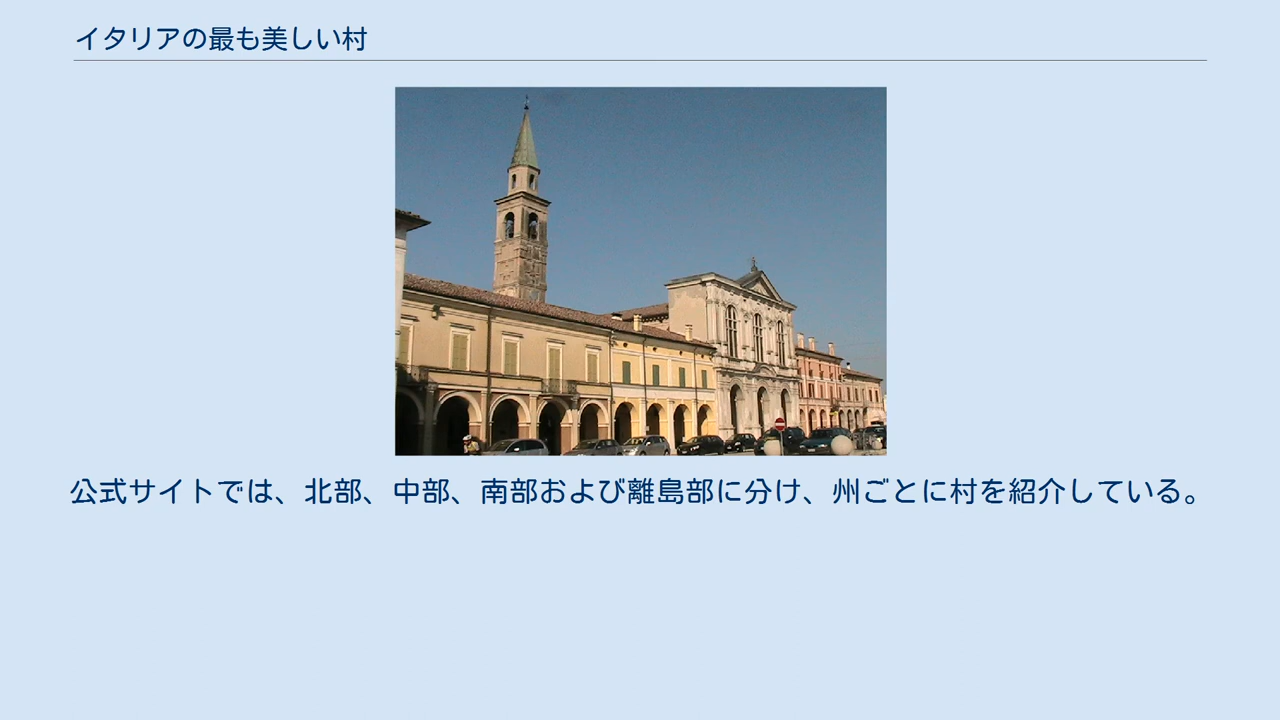 イタリアの最も美しい村
公式サイトでは、北部、中部、南部および離島部に分け、州ごとに村を紹介している。